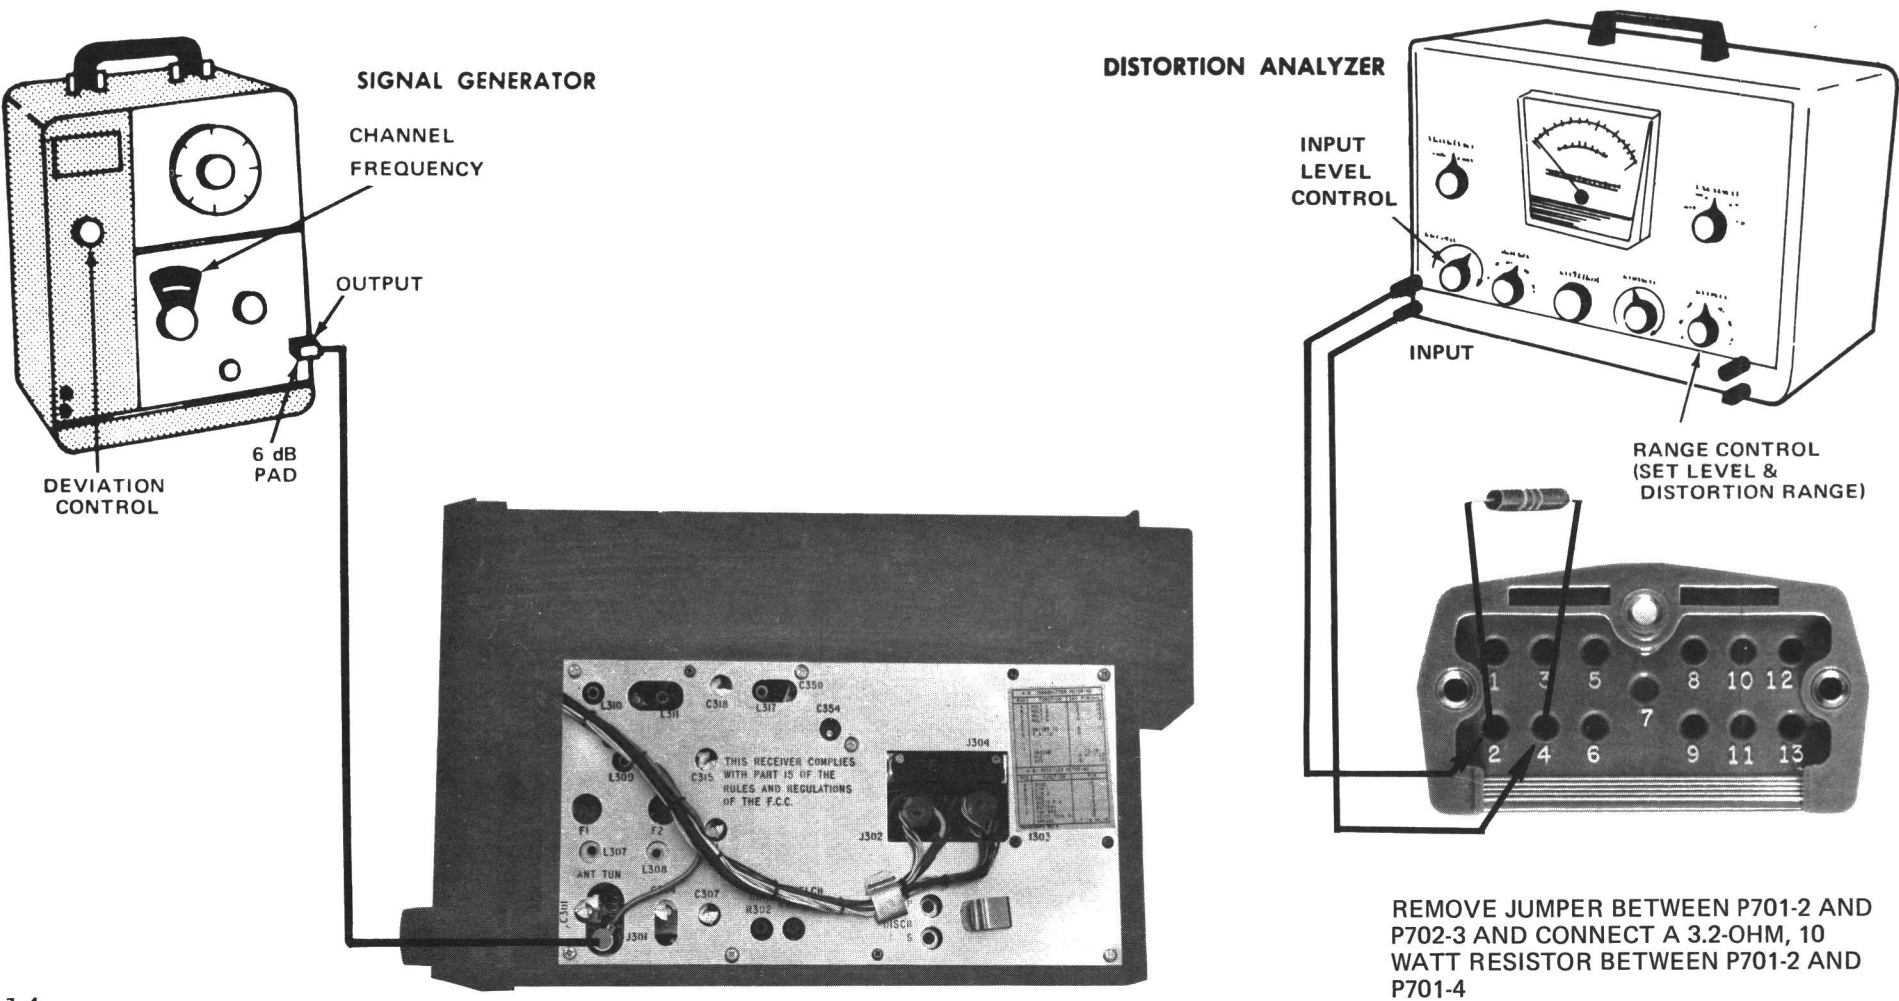 SIGNAL GENERATOR
CHANNEL
FREQUENCY
OUTPUT
6 dB
PAD
DEVIATION
CONTROL
DISTORTION ANALYZER
INPUT
LEVEL
CONTROL
INPUT
RANGE CONTROL
(SET LEVEL &
DISTORTION RANGE)
L310
L311
C318
L317
C350
C354
J304
L309
C315
THIS RECEIVER COMPLIES
WITH PART 15 OF THE
RULES AND REGULATIONS
OF THE F.C.C.
F1
F2
J302
J303
L307
L308
ANT TUN
C301
C307
R302
J301
DISCR
1 3 5 8 10 12
7
2 4 6 9 11 13
REMOVE JUMPER BETWEEN P701-2 AND
P702-3 AND CONNECT A 3.2-OHM, 10
WATT RESISTOR BETWEEN P701-2 AND
P701-4